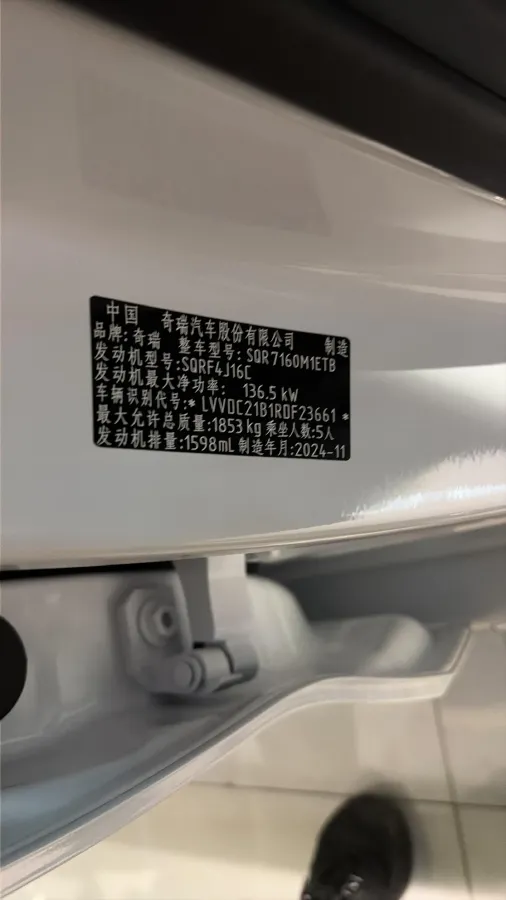 中国 奇瑞汽车股份有限公司 制造
品牌:奇瑞 整车型号:SQR7160M1ETB
发动机型号:SQRF4J16C
发动机最大净功率: 136.5 kW
车辆识别代号:*LVVDC21B1RDF23661*
最大允许总质量:1853kg 乘坐人数:5人
发动机排量:1598mL 制造年月:2024-11